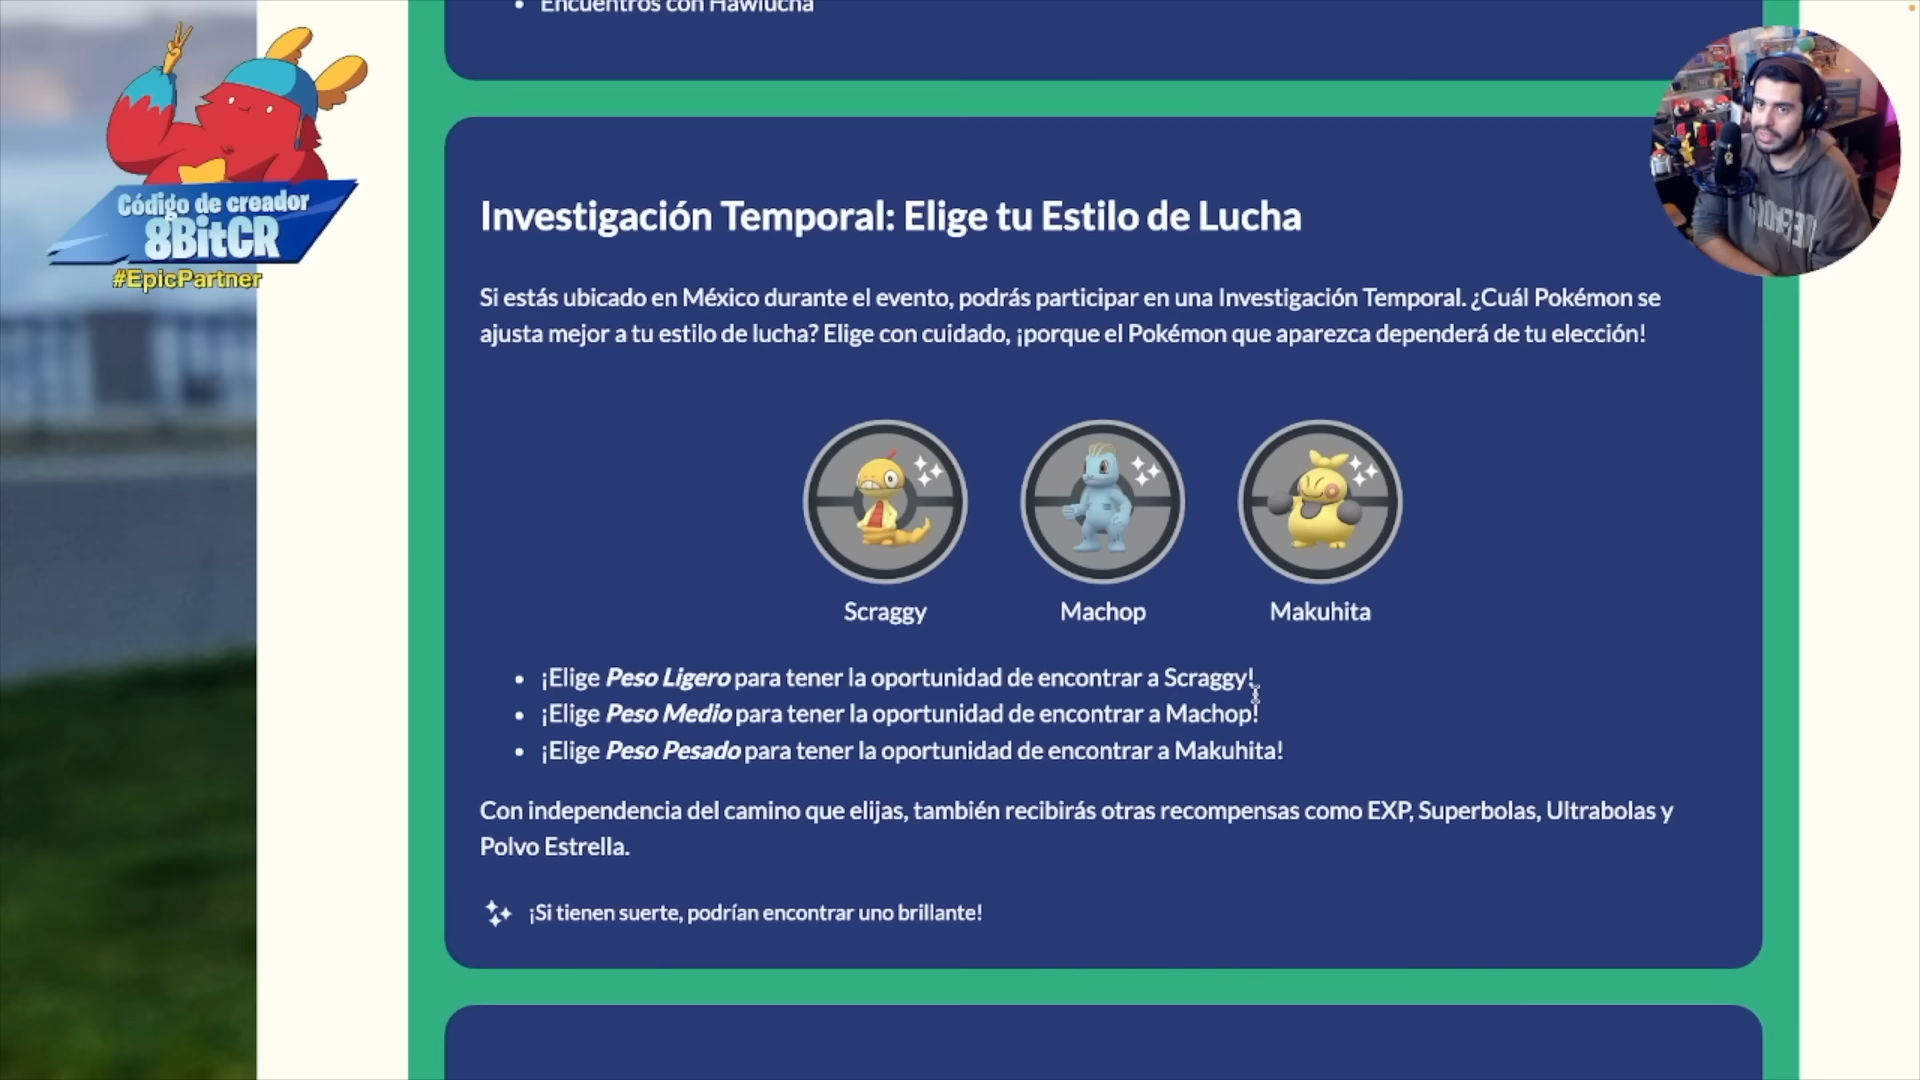 Encuentros con Hawlucha
Código de creador
8BitCR
#EpicPartner
Investigación Temporal: Elige tu Estilo de Lucha
Si estás ubicado en México durante el evento, podrás participar en una Investigación Temporal. ¿Cuál Pokémon se
ajusta mejor a tu estilo de lucha? Elige con cuidado, ¡porque el Pokémon que aparezca dependerá de tu elección!
Scraggy
Machop
Makuhita
• ¡Elige Peso Ligero para tener la oportunidad de encontrar a Scraggy!
• ¡Elige Peso Medio para tener la oportunidad de encontrar a Machop!
• ¡Elige Peso Pesado para tener la oportunidad de encontrar a Makuhita!
Con independencia del camino que elijas, también recibirás otras recompensas como EXP, Superbolas, Ultrabolas y
Polvo Estrella.
¡Si tienen suerte, podrían encontrar uno brillante!